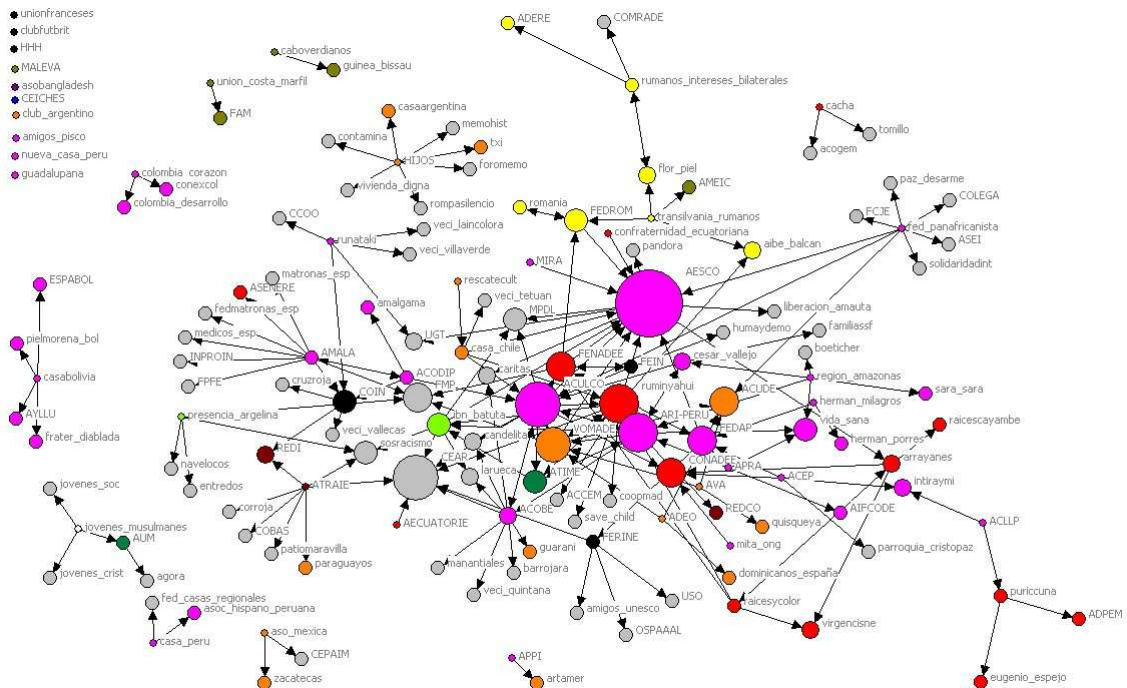 unionfranceses
clubfutbrit
HHH
MALEVA
asobangladesh
CEICHES
club_argentino
amigos_pisco
nueva_casa_peru
guadalupana
ADERE
COMRADE
caboverdianos
guinea_bissau
rumanos_intereses_bilaterales
union_costa_marfil
FAM
casaargentina
memohist
contamina
txi
HIJOS
foromemo
vivienda_digna
rompasilencio
cacha
tomillo
acogem
flor_piel
AMEIC
paz_desarme
COLEGA
FCJE
fed_panafricanista
ASEI
solidaridadint
colombia_corazon
conexcol
colombia_desarrollo
CCOO
veci_laincolora
runataki
veci_villaverde
romania
FEDROM
transilvania_rumanos
confraternidad_ecuatoriana
pandora
aibe_balcan
MIRA
AESCO
ESPABOL
matronas_esp
ASENERE
rescatecult
amalgama
veci_tetuan
MPDL
liberacion_amauta
fedmatronas_esp
medicos_esp
UGT
casa_chile
humaydemo
familiassf
pielmorena_bol
AMALA
INPROIN
caritas
FENADEE
FEIN
cesar_vallejo
boeticher
casabolivia
FPFE
cruzroja
ACODIP
ACULCO
ruminyahui
ACUDE
region_amazonas
COIN
FMP
sara_sara
AYLLU
presencia_argelina
ibn_batuta
ARI-PERU
herman_milagros
vida_sana
raicescayambe
frater_diablada
veci_vallecas
candelita
VOMADE
FEDAP
herman_porres
sosracismo
REDI
CEAR
larueca
ATIME
CONADEE
APRA
ACEP
arrayanes
navelocos
entredos
ATRAIE
intiraymi
jovenes_soc
ACCEM
coopmad
AVA
corroja
ACOBE
REDCO
AIFCODE
jovenes_musulmanes
AUM
COBAS
AECUATORIE
save_child
ADEO
quisqueya
ACLLP
patiomaravilla
FERINE
mita_ong
parroquia_cristopaz
guarani
jovenes_crist
agora
paraguayos
manantiales
barrojara
dominicanos_españa
veci_quintana
puriccuna
fed_casas_regionales
asoc_hispano_peruana
amigos_unesco
USO
raicesycolor
ADPEM
virgencisne
casa_peru
aso_mexica
OSPAAAL
CEPAIM
APPI
zacatecas
artamer
eugenio_espejo